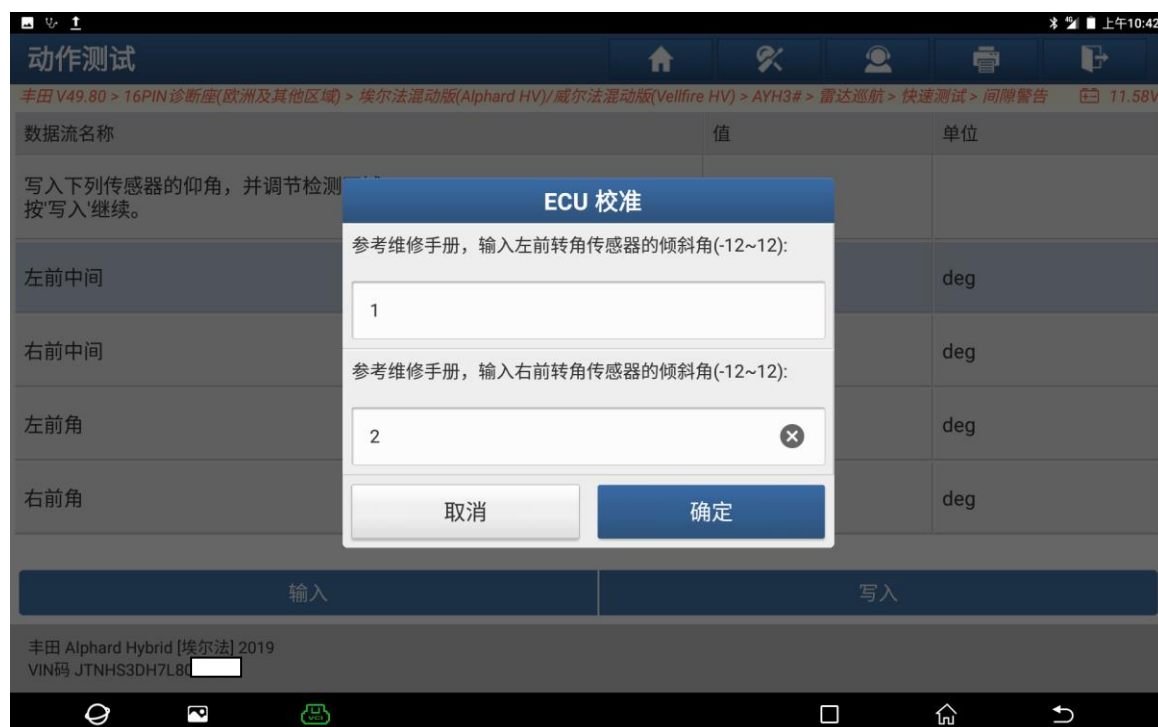 4G 上午10:42
动作测试
丰田 V49.80 > 16PIN诊断座(欧洲及其他区域) > 埃尔法混动版(Alphard HV)/威尔法混动版(Vellfire HV) > AYH3# > 雷达巡航 > 快速测试 > 间隙警告 11.58V
数据流名称 值 单位
写入下列传感器的仰角，并调节检测
按'写入'继续。
ECU 校准
参考维修手册，输入左前转角传感器的倾斜角(-12~12):
左前中间 deg
1
右前中间 deg
参考维修手册，输入右前转角传感器的倾斜角(-12~12):
左前角 deg
2
右前角 deg
取消 确定
输入 写入
丰田 Alphard Hybrid [埃尔法] 2019
VIN码 JTNHS3DH7L80
VCI